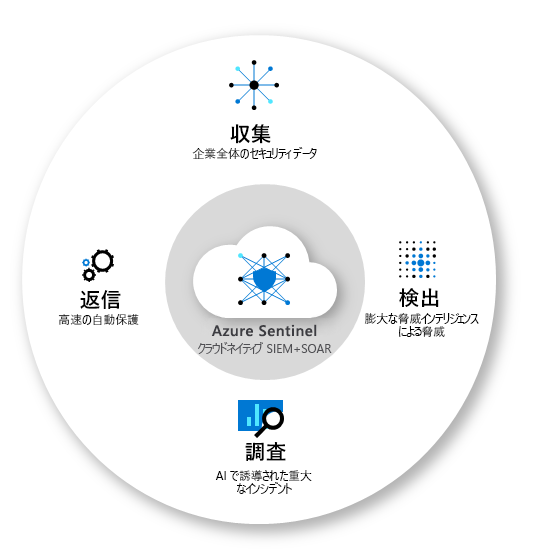 収集
企業全体のセキュリティデータ
返信
高速の自動保護
Azure Sentinel
クラウドネイティブ SIEM+SOAR
検出
膨大な脅威インテリジェンス
による脅威
調査
AI で誘導された重大
なインシデント